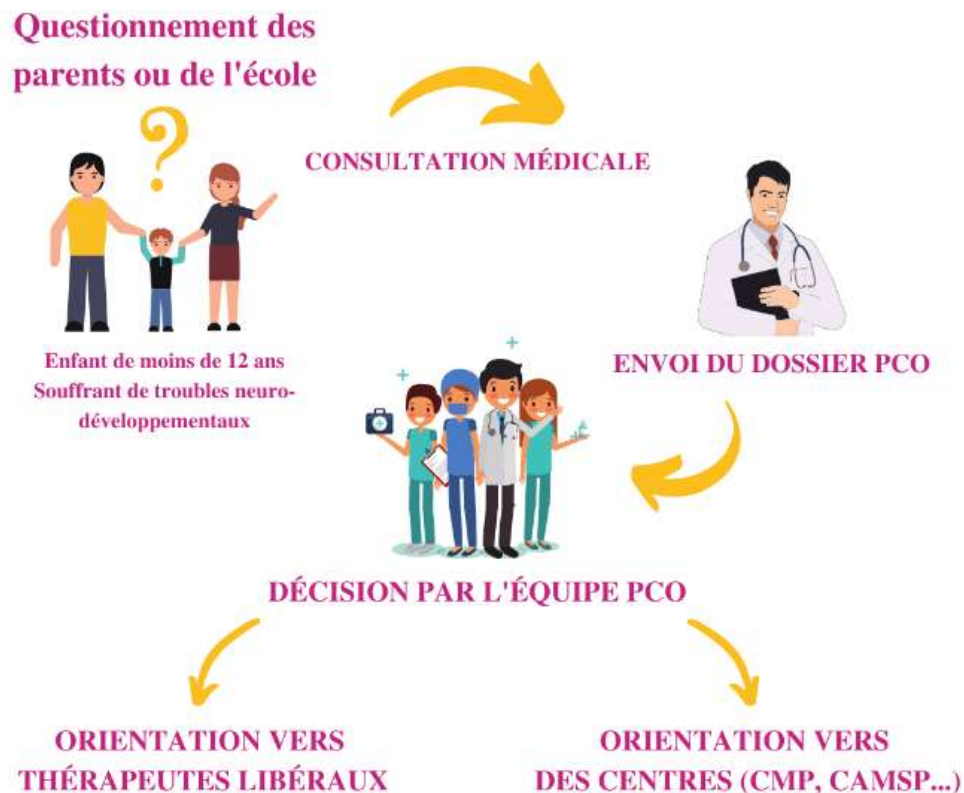 Questionnement des
parents ou de l'école
?
CONSULTATION MÉDICALE
Enfant de moins de 12 ans
Souffrant de troubles neuro-
développementaux
ENVOI DU DOSSIER PCO
DÉCISION PAR L'ÉQUIPE PCO
ORIENTATION VERS
THÉRAPEUTES LIBÉRAUX
ORIENTATION VERS
DES CENTRES (CMP, CAMSP...)